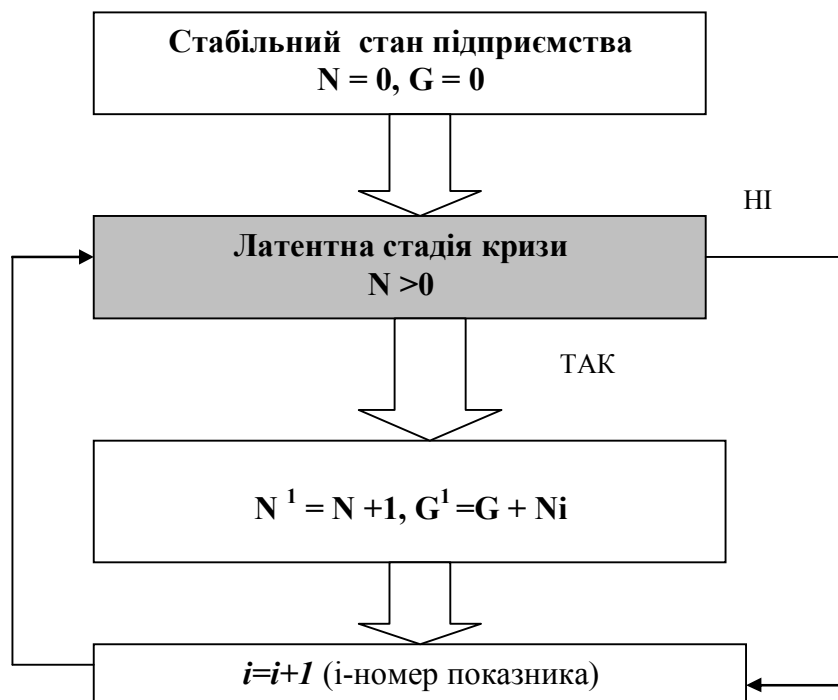 Стабільний стан підприємства
N = 0, G = 0
НІ
Латентна стадія кризи
N >0
ТАК
N ¹ = N +1, G¹ =G + Ni
i=i+1 (і-номер показника)